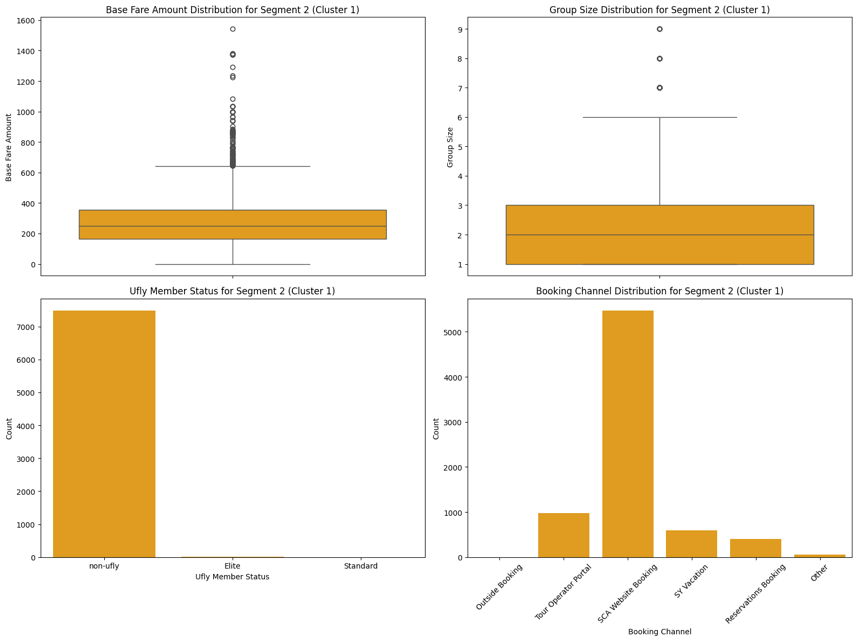 Base Fare Amount Distribution for Segment 2 (Cluster 1)
1600
1400
1200
1000
800
600
400
200
0
Base Fare Amount
Group Size Distribution for Segment 2 (Cluster 1)
9
8
7
6
5
4
3
2
1
Group Size
Ufly Member Status for Segment 2 (Cluster 1)
7000
6000
5000
4000
3000
2000
1000
0
Count
non-ufly
Elite
Standard
Ufly Member Status
Booking Channel Distribution for Segment 2 (Cluster 1)
5000
4000
3000
2000
1000
0
Count
Outside Booking
Tour Operator Portal
SCA Website Booking
SY Vacation
Reservations Booking
Other
Booking Channel